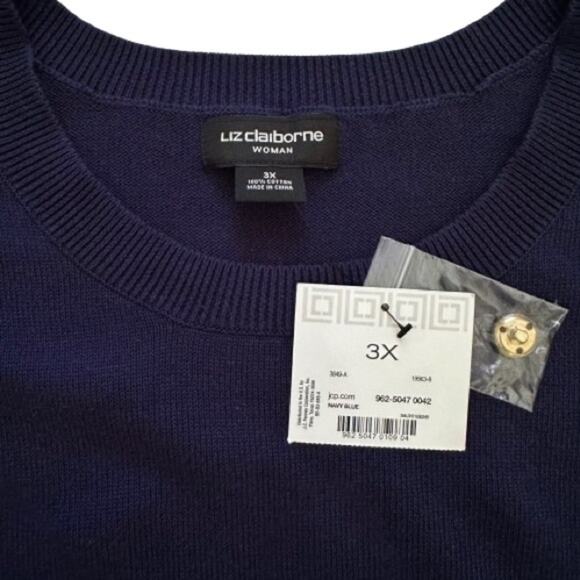 Liz claiborne
WOMAN
3X
100% COTTON
MADE IN CHINA
3X
3949-A
jcp.com 962-5047 0042
NAVY BLUE
962 5047 0109 04